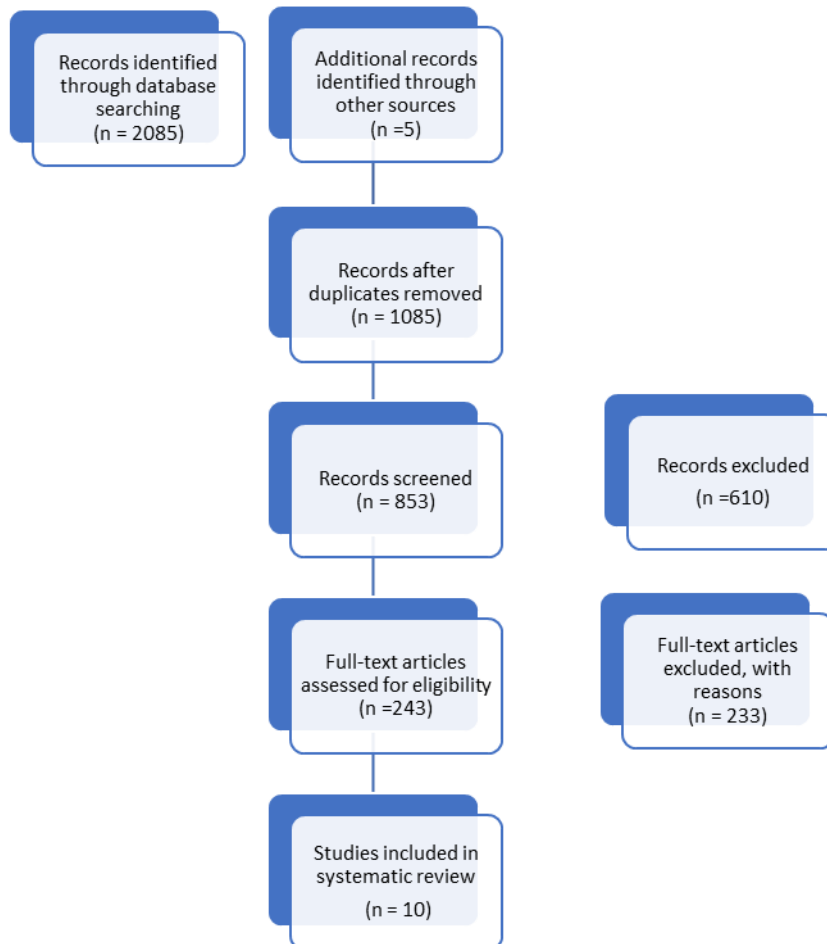 Records identified
through database
searching
(n = 2085)
Additional records
identified through
other sources
(n =5)
Records after
duplicates removed
(n = 1085)
Records screened
(n = 853)
Records excluded
(n =610)
Full-text articles
assessed for eligibility
(n =243)
Full-text articles
excluded, with
reasons
(n = 233)
Studies included in
systematic review
(n = 10)